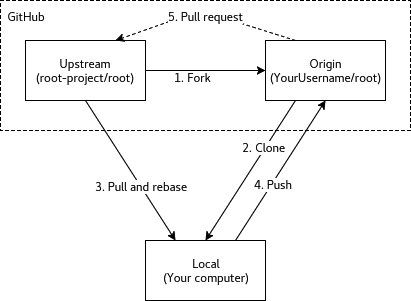 GitHub
5. Pull request
Upstream
(root-project/root)
Origin
(YourUsername/root)
1. Fork
2. Clone
3. Pull and rebase
4. Push
Local
(Your computer)